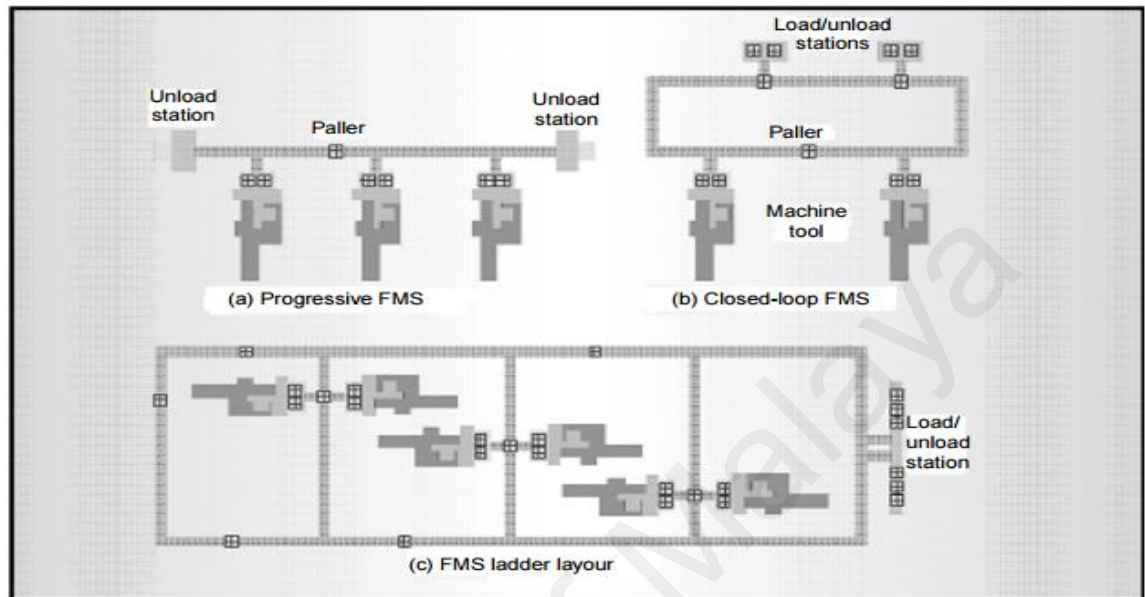 Unload
station
Paller
Unload
station
(a) Progressive FMS
Load/unload
stations
Paller
Machine
tool
(b) Closed-loop FMS
Load/
unload
station
(c) FMS ladder layour
Malaya